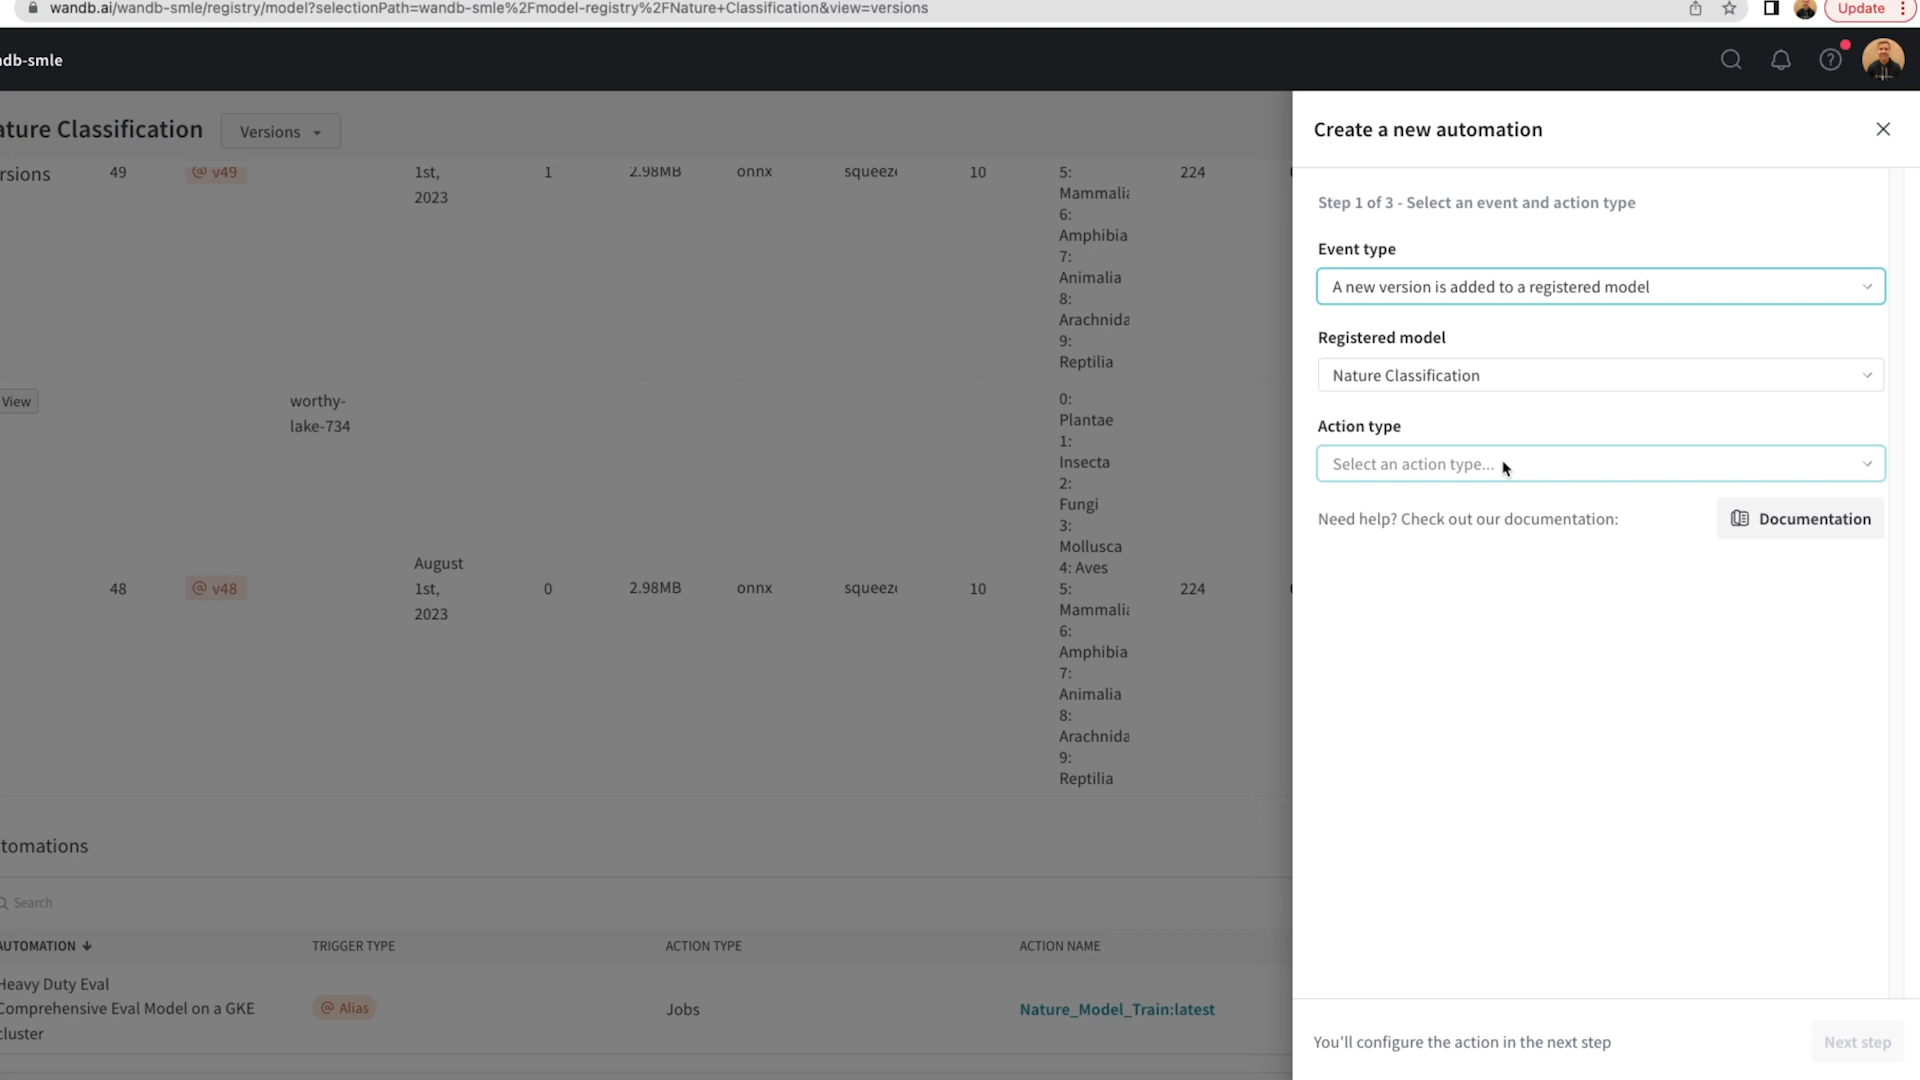 wandb.ai/wandb-smle/registry/model?selectionPath=wandb-smle%2Fmodel-registry%2FNature+Classification&view=versions
Update
db-smle
ature Classification
Versions
rsions
49
@ v49
1st,
2023
1
2.98MB
onnx
squeeze
10
5:
Mammalia
6:
Amphibia
7:
Animalia
8:
Arachnida
9:
Reptilia
224
View
worthy-
lake-734
48
@ v48
August
1st,
2023
0
2.98MB
onnx
squeeze
10
0:
Plantae
1:
Insecta
2:
Fungi
3:
Mollusca
4: Aves
5:
Mammalia
6:
Amphibia
7:
Animalia
8:
Arachnida
9:
Reptilia
224
tomations
Search
AUTOMATION
TRIGGER TYPE
ACTION TYPE
ACTION NAME
Heavy Duty Eval
Comprehensive Eval Model on a GKE
cluster
@ Alias
Jobs
Nature_Model_Train:latest
Create a new automation
Step 1 of 3 - Select an event and action type
Event type
A new version is added to a registered model
Registered model
Nature Classification
Action type
Select an action type...
Need help? Check out our documentation:
Documentation
You'll configure the action in the next step
Next step